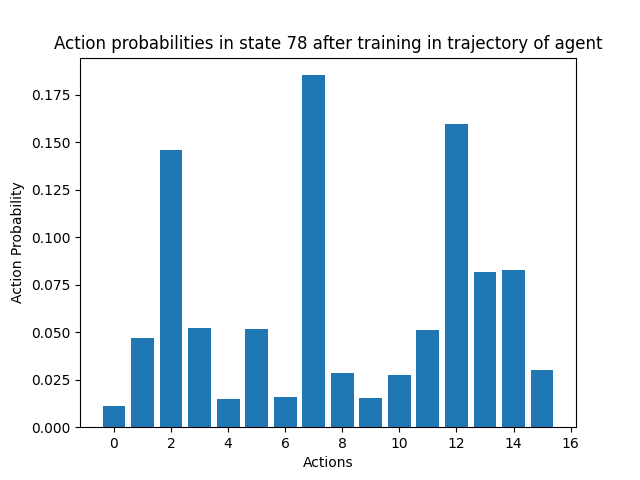 Action probabilities in state 78 after training in trajectory of agent
0.175
0.150
0.125
0.100
0.075
0.050
0.025
0.000
Action Probability
0 2 4 6 8 10 12 14 16
Actions